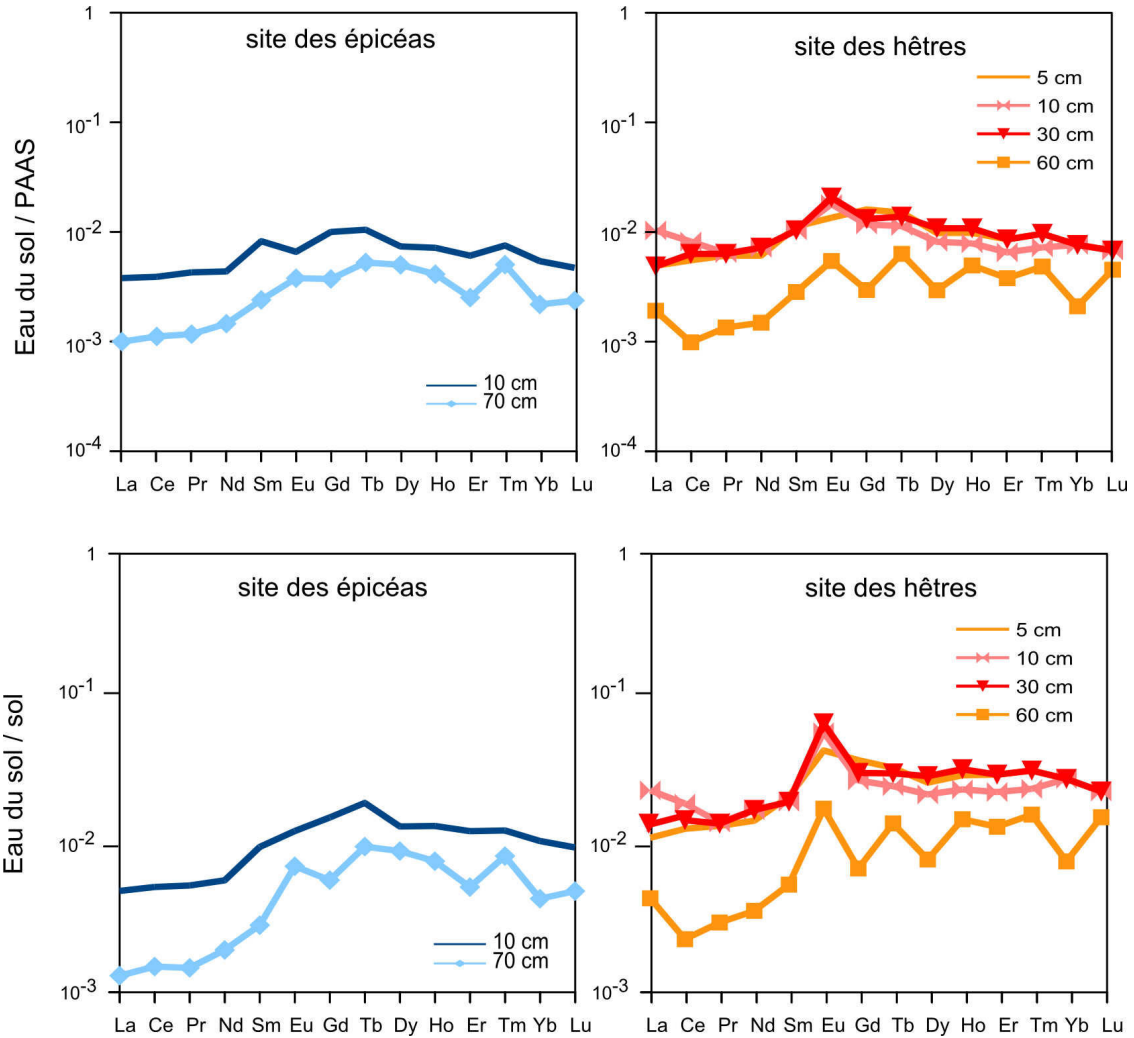 Eau du sol / PAAS
site des épicéas
1
10-1
10-2
10-3
10-4
10 cm
70 cm
La Ce Pr Nd Sm Eu Gd Tb Dy Ho Er Tm Yb Lu
site des hêtres
5 cm
10 cm
30 cm
60 cm
1
10-1
10-2
10-3
10-4
La Ce Pr Nd Sm Eu Gd Tb Dy Ho Er Tm Yb Lu
Eau du sol / sol
site des épicéas
1
10-1
10-2
10-3
10 cm
70 cm
La Ce Pr Nd Sm Eu Gd Tb Dy Ho Er Tm Yb Lu
site des hêtres
5 cm
10 cm
30 cm
60 cm
1
10-1
10-2
10-3
La Ce Pr Nd Sm Eu Gd Tb Dy Ho Er Tm Yb Lu